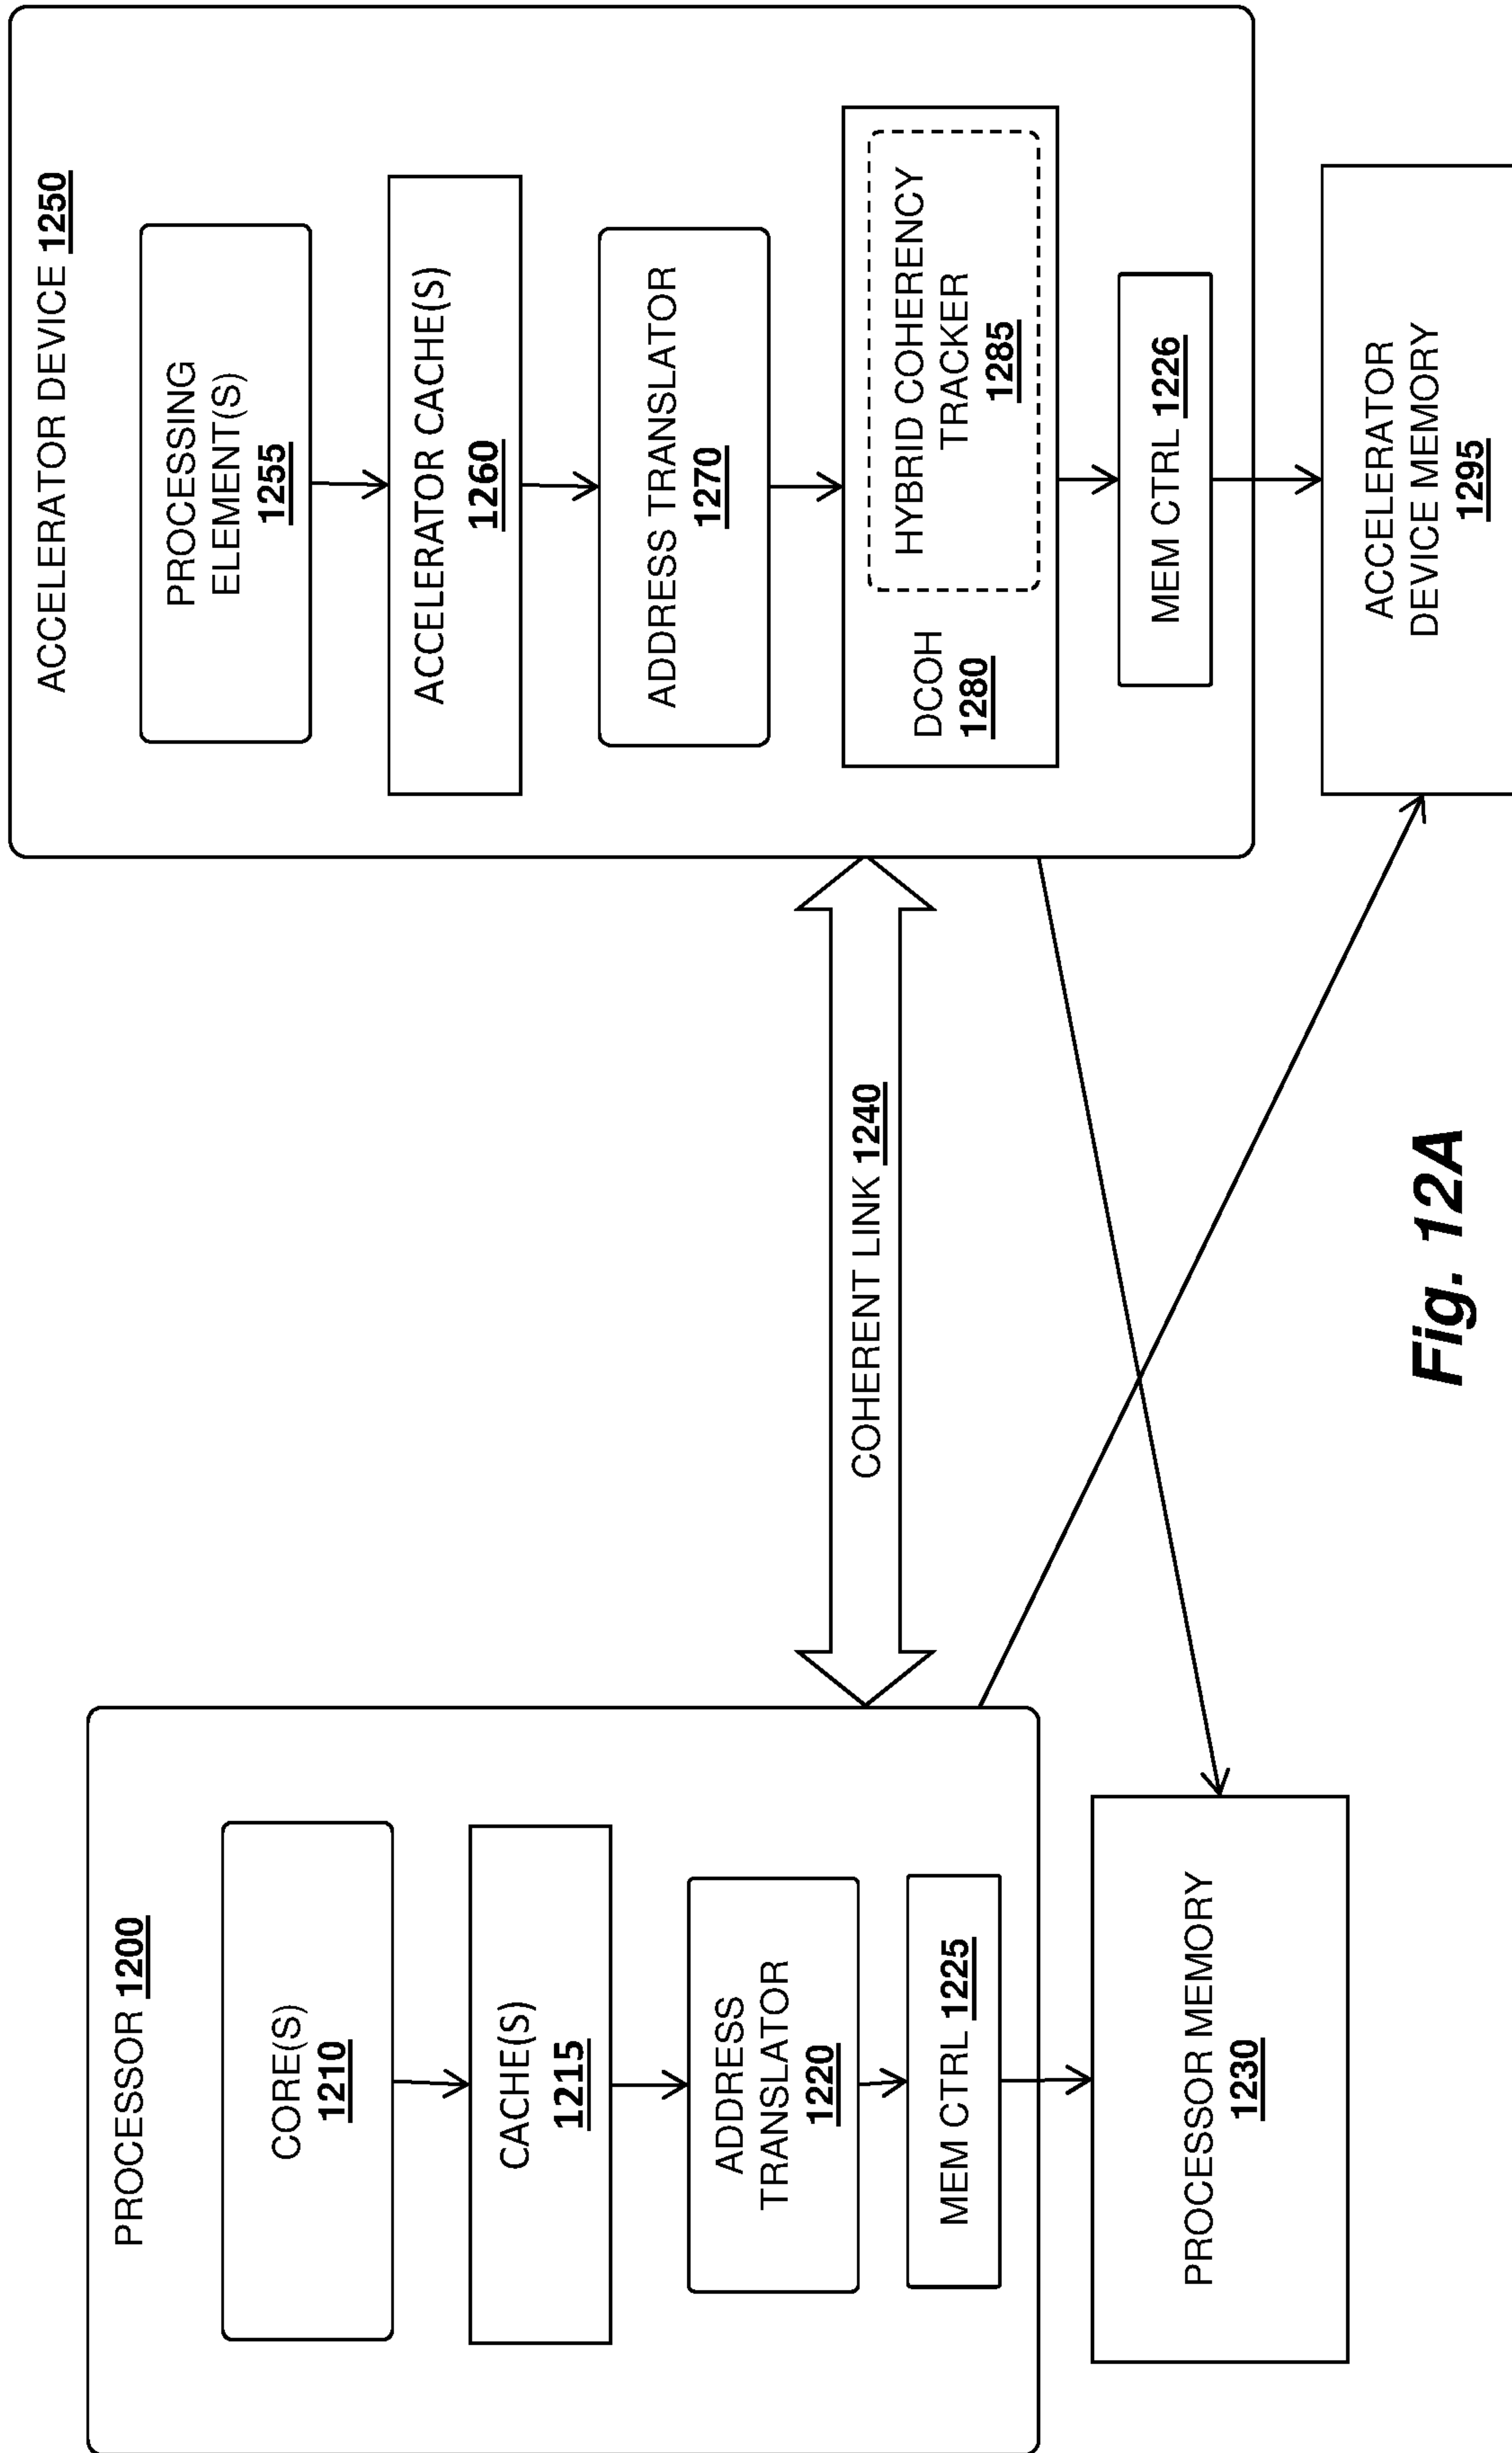 PROCESSOR 1200
CORE(S)
1210
CACHE(S)
1215
ADDRESS
TRANSLATOR
1220
MEM CTRL 1225
PROCESSOR MEMORY
1230
COHERENT LINK 1240
ACCELERATOR DEVICE 1250
PROCESSING
ELEMENT(S)
1255
ACCELERATOR CACHE(S)
1260
ADDRESS TRANSLATOR
1270
DCOH
1280
HYBRID COHERENCY
TRACKER
1285
MEM CTRL 1226
ACCELERATOR
DEVICE MEMORY
1295
Fig. 12A